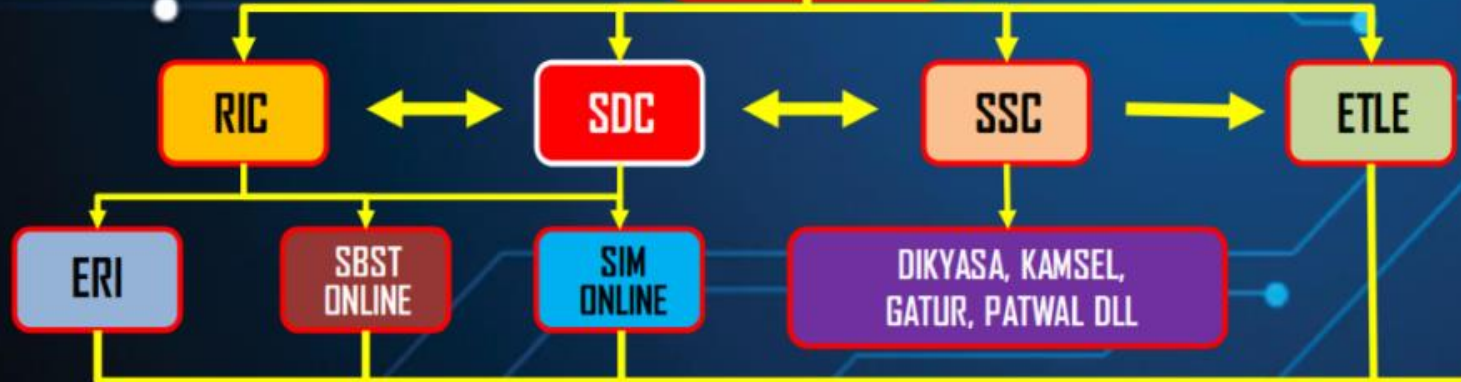 RIC
SDC
SSC
ETLE
ERI
SBST
ONLINE
SIM
ONLINE
DIKYASA, KAMSEL,
GATUR, PATWAL DLL